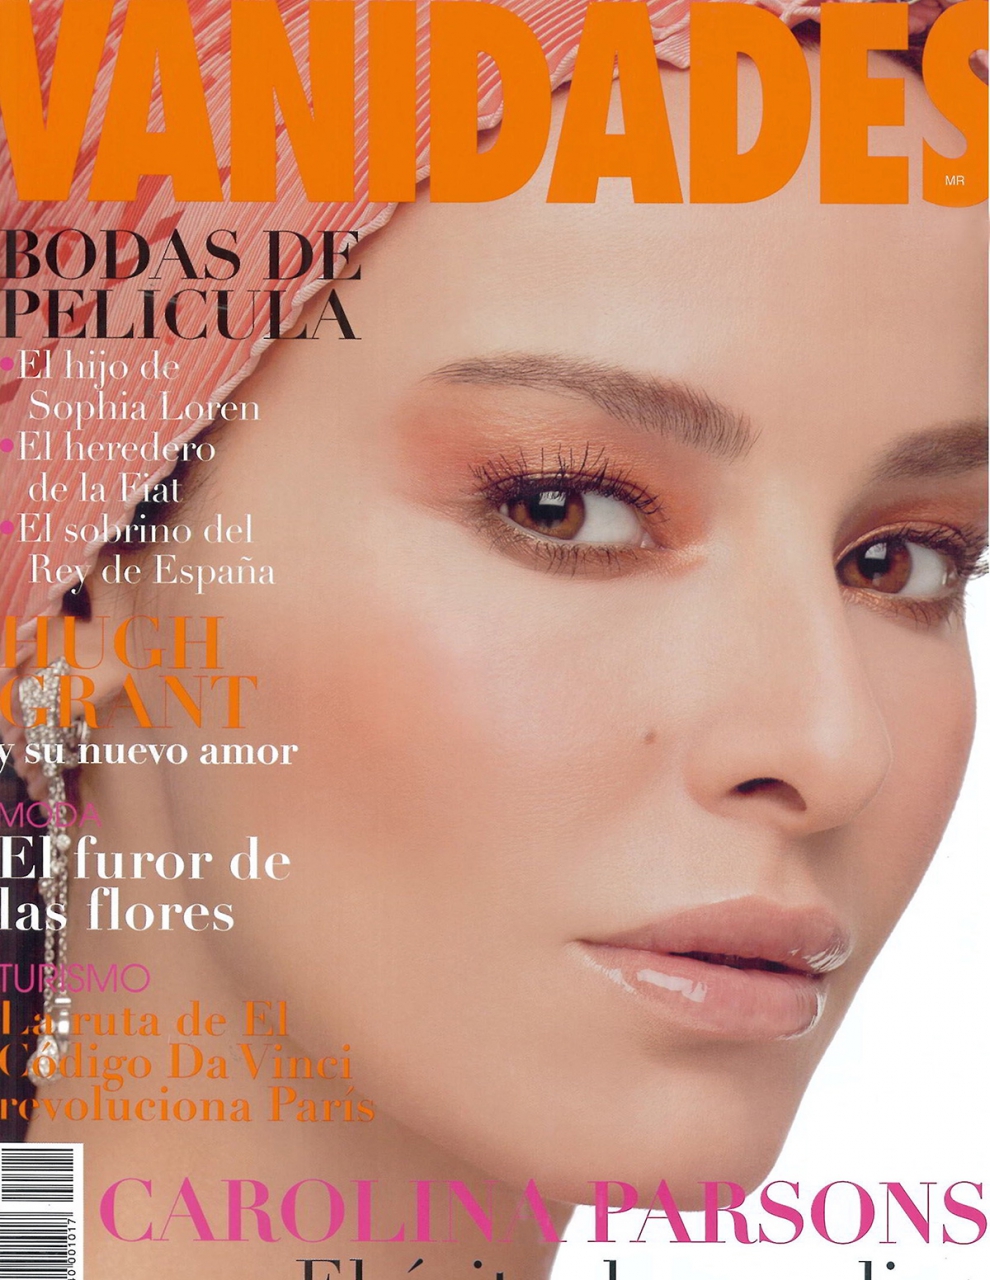 VANIDADES
MR
BODAS DE
PELICULA
•El hijo de
Sophia Loren
•El heredero
de la Fiat
•El sobrino del
Rey de España
HUGH
GRANT
y su nuevo amor
MODA
El furor de
las flores
TURISMO
La ruta de El
Código Da Vinci
revoluciona París
CAROLINA PARSONS